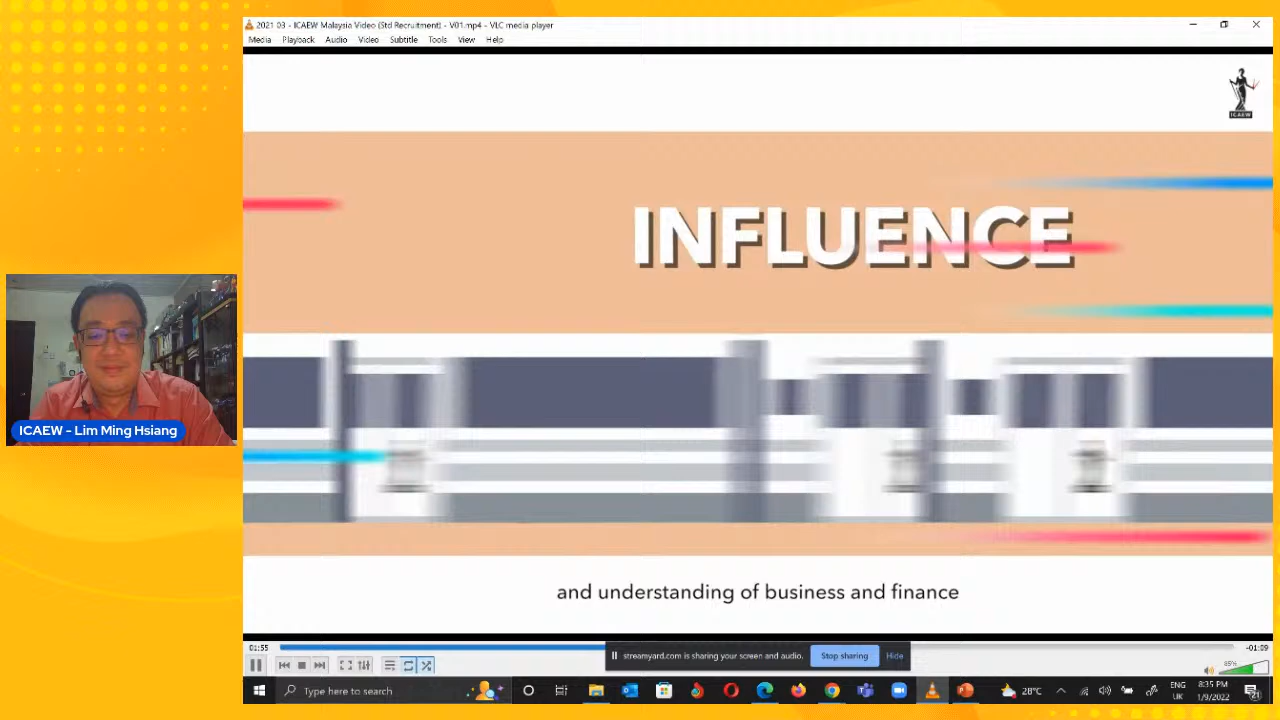 2021 03 - ICAEW Malaysia Video (Std Recruitment) - V01.mp4 - VLC media player
Media Playback Audio Video Subtitle Tools View Help
ICAEW
INFLUENCE
ICAEW - Lim Ming Hsiang
and understanding of business and finance
01:55
-01:09
streamyard.com is sharing your screen and audio. Stop sharing Hide
85%
Type here to search
28°C
ENG
UK
8:35 PM
1/9/2022
21